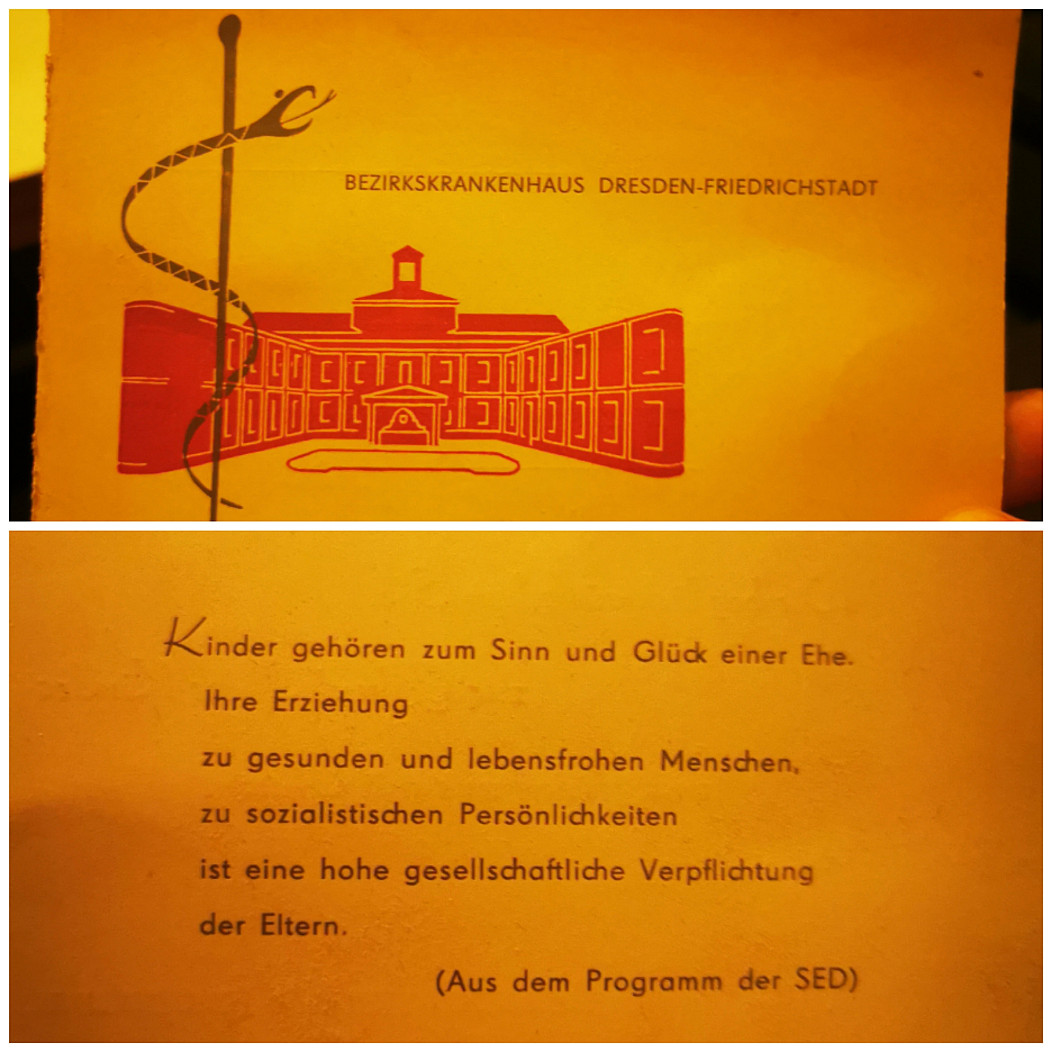 BEZIRKSKRANKENHAUS DRESDEN-FRIEDRICHSTADT
Kinder gehören zum Sinn und Glück einer Ehe.
Ihre Erziehung
zu gesunden und lebensfrohen Menschen,
zu sozialistischen Persönlichkeiten
ist eine hohe gesellschaftliche Verpflichtung
der Eltern.
(Aus dem Programm der SED)